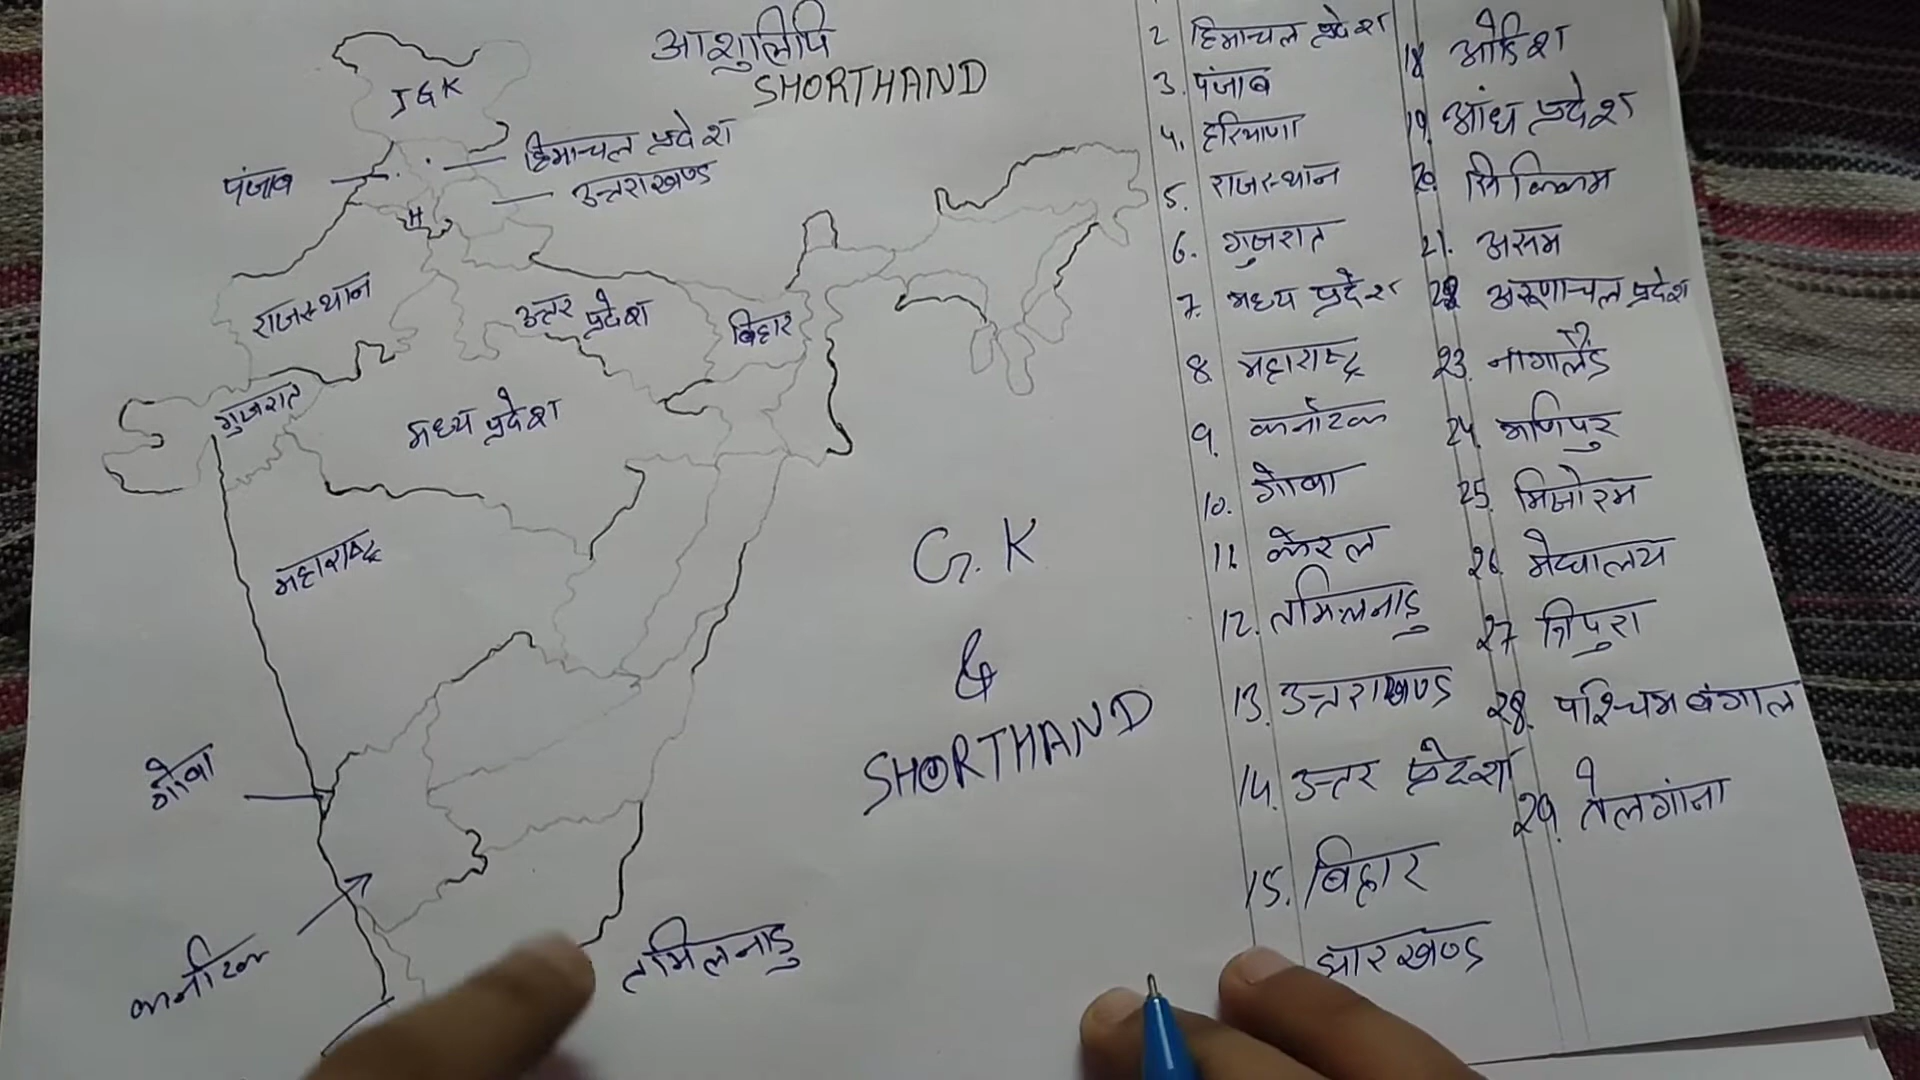 आशुलिपि
SHORTHAND
J&K
हिमाचल प्रदेश
पंजाब
उत्तराखण्ड
H
राजस्थान
उत्तर प्रदेश
बिहार
गुजरात
मध्य प्रदेश
महाराष्ट्र
गोवा
कर्नाटक
तमिलनाडु
G.K
&
SHORTHAND
2 हिमाचल प्रदेश
3. पंजाब
4. हरियाणा
5. राजस्थान
6. गुजरात
7. मध्य प्रदेश
8 महाराष्ट्र
9. कर्नाटक
10. गोवा
11. केरल
12. तमिलनाडु
13. उत्तराखण्ड
14. उत्तर प्रदेश
15. बिहार
झारखण्ड
18 ओडिशा
19. आंध प्रदेश
20. सिक्किम
21. असम
22 अरूणाचल प्रदेश
23. नागालैंड
24. मणिपुर
25. मिजोरम
26. मेघालय
27 त्रिपुरा
28. पश्चिम बंगाल
29. तेलगांना